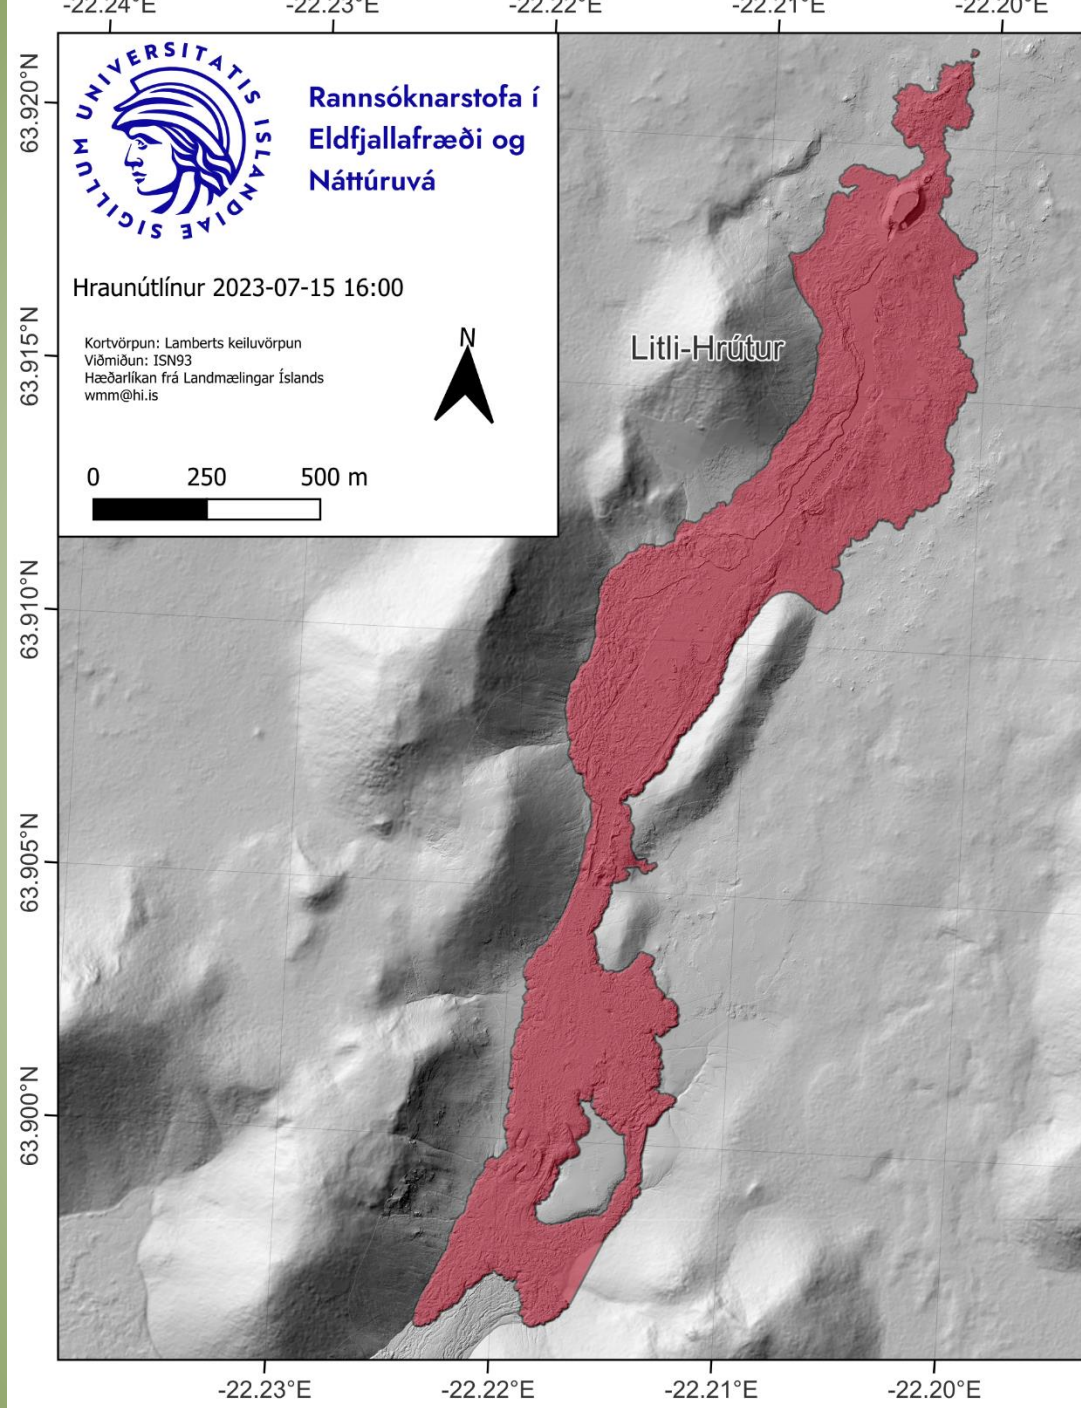 -22.24°E -22.23°E -22.22°E -22.21°E -22.20°E
SIGILLUM UNIVERSITATIS ISLANDIAE
Rannsóknarstofa í
Eldfjallafræði og
Náttúruvá
Hraunútlínur 2023-07-15 16:00
Kortvörpun: Lamberts keiluvörpun
Viðmiðun: ISN93
Hæðarlíkan frá Landmælingar Íslands
wmm@hi.is
N
0 250 500 m
Litli-Hrútur
63.920°N
63.915°N
63.910°N
63.905°N
63.900°N
-22.23°E -22.22°E -22.21°E -22.20°E